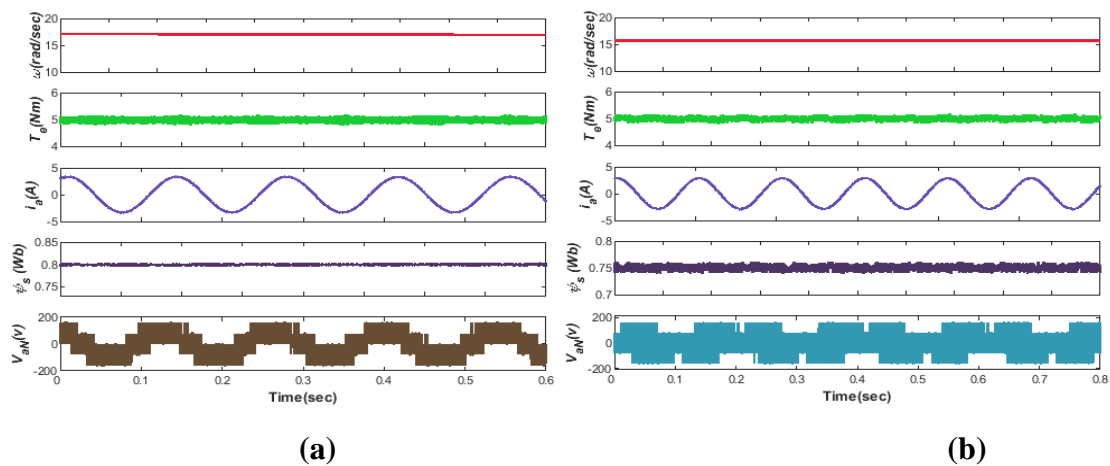 20
15
10
ω(rad/sec)
6
5
4
T_e(Nm)
5
0
-5
i_a(A)
0.85
0.8
0.75
ψ_s (Wb)
200
0
-200
V_aN(v)
0 0.1 0.2 0.3 0.4 0.5 0.6
Time(sec)
(a)
20
15
10
ω(rad/sec)
6
5
4
T_e(Nm)
5
0
-5
i_a(A)
0.8
0.75
0.7
ψ_s (Wb)
200
0
-200
V_aN(v)
0 0.1 0.2 0.3 0.4 0.5 0.6 0.7 0.8
Time(sec)
(b)